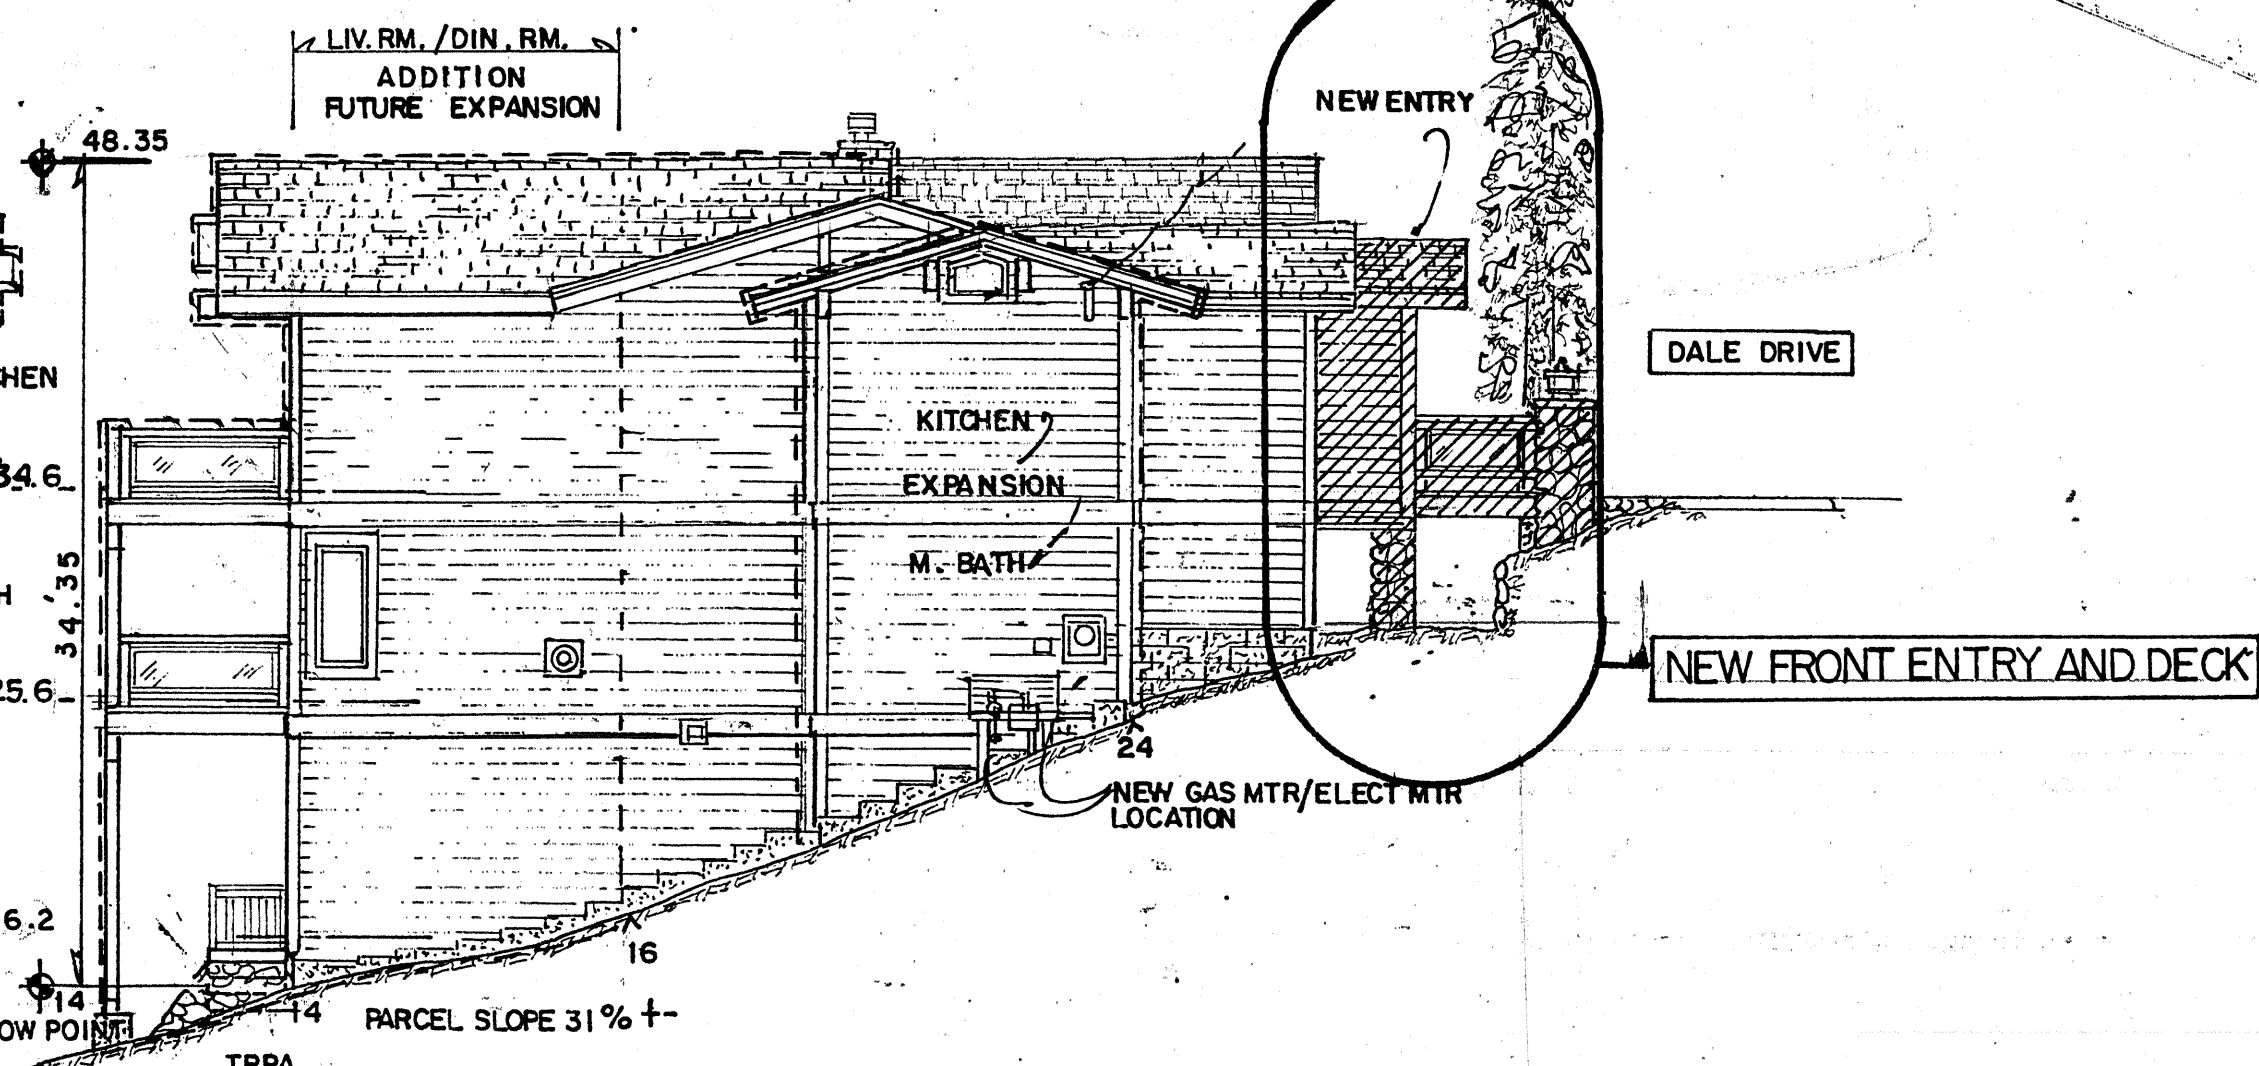 LIV. RM. / DIN. RM.
ADDITION
FUTURE EXPANSION
48.35
NEW ENTRY
DALE DRIVE
HEN
34.6
KITCHEN
EXPANSION
M. BATH
H
34.35
25.6
NEW FRONT ENTRY AND DECK
24
NEW GAS MTR/ELECT MTR
LOCATION
6.2
16
14
14
OW POINT
PARCEL SLOPE 31% +-
TRPA